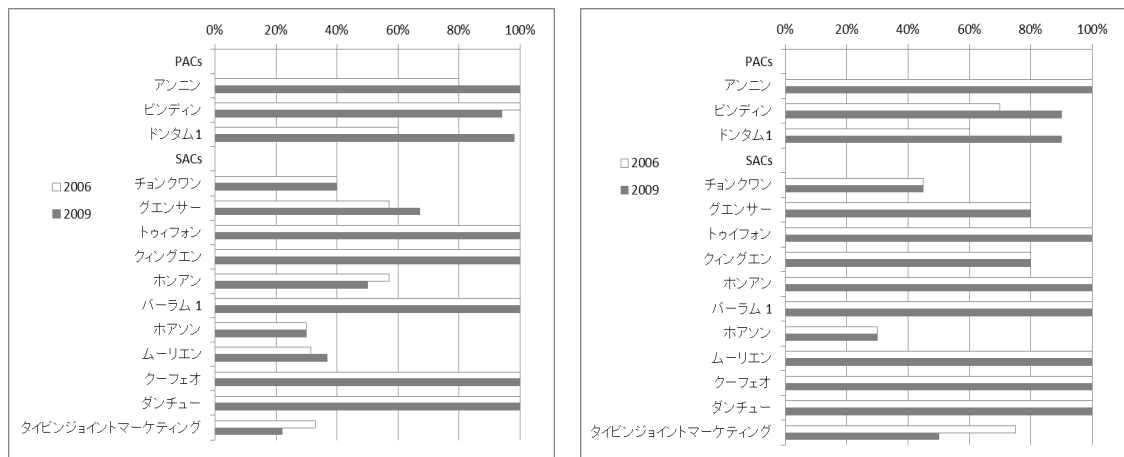 0% 20% 40% 60% 80% 100%
PACs
アンニン
ビンディン
ドンタム1
SACs
チョンクワン
グエンサー
トゥィフォン
クィングエン
ホンアン
バーラム 1
ホアソン
ムーリエン
クーフェオ
ダンチュー
タイビンジョイントマーケティング
2006
2009
0% 20% 40% 60% 80% 100%
PACs
アンニン
ビンディン
ドンタム1
SACs
チョンクワン
グエンサー
トゥイフォン
クィングエン
ホンアン
バーラム 1
ホアソン
ムーリエン
クーフェオ
ダンチュー
タイビンジョイントマーケティング
2006
2009